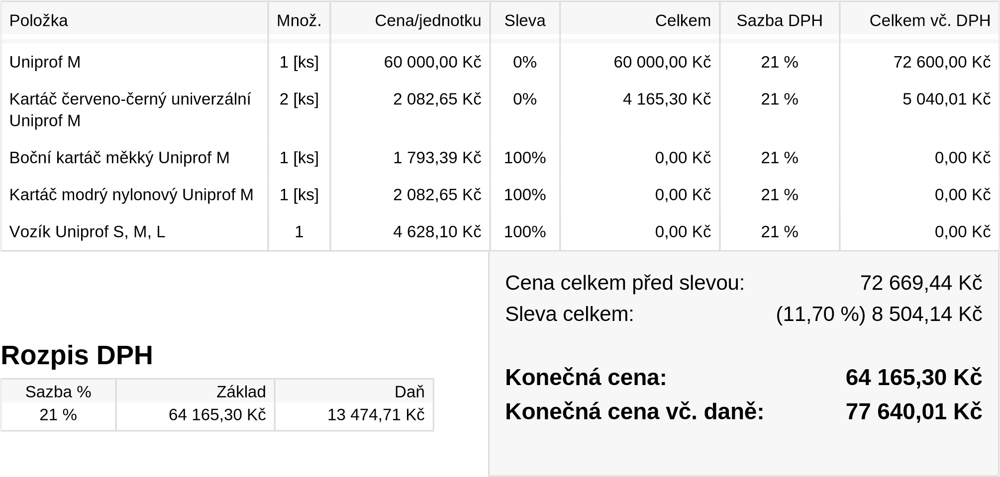 Položka Množ. Cena/jednotku Sleva Celkem Sazba DPH Celkem vč. DPH
Uniprof M 1 [ks] 60 000,00 Kč 0% 60 000,00 Kč 21 % 72 600,00 Kč
Kartáč červeno-černý univerzální 2 [ks] 2 082,65 Kč 0% 4 165,30 Kč 21 % 5 040,01 Kč
Uniprof M
Boční kartáč měkký Uniprof M 1 [ks] 1 793,39 Kč 100% 0,00 Kč 21 % 0,00 Kč
Kartáč modrý nylonový Uniprof M 1 [ks] 2 082,65 Kč 100% 0,00 Kč 21 % 0,00 Kč
Vozík Uniprof S, M, L 1 4 628,10 Kč 100% 0,00 Kč 21 % 0,00 Kč
Cena celkem před slevou: 72 669,44 Kč
Sleva celkem: (11,70 %) 8 504,14 Kč
Konečná cena: 64 165,30 Kč
Konečná cena vč. daně: 77 640,01 Kč
Rozpis DPH
Sazba % Základ Daň
21 % 64 165,30 Kč 13 474,71 Kč